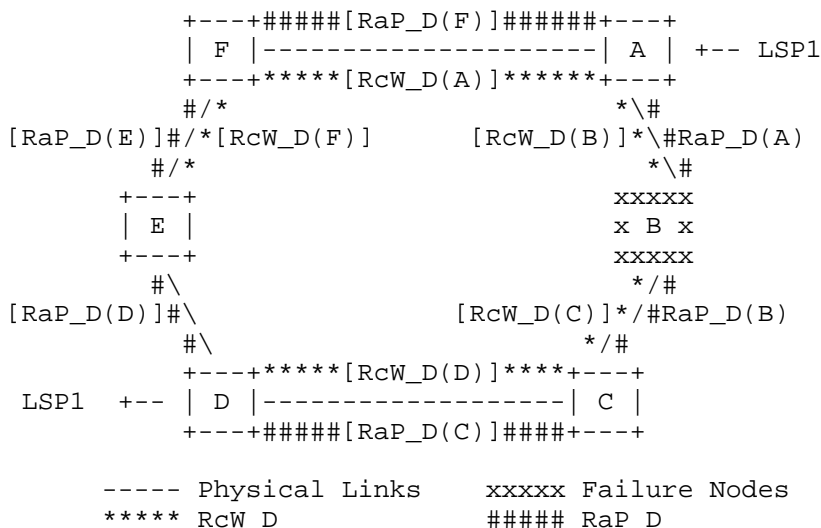 +---+#####[RaP_D(F)]######+---+
| F |---------------------| A | +-- LSP1
+---+*****[RcW_D(A)]******+---+
#/* *\#
[RaP_D(E)]#/*[RcW_D(F)] [RcW_D(B)]*\#RaP_D(A)
#/* *\#
+---+ xxxxx
| E | x B x
+---+ xxxxx
#\ */#
[RaP_D(D)]#\ [RcW_D(C)]*/#RaP_D(B)
#\ */#
+---+*****[RcW_D(D)]****+---+
LSP1 +-- | D |-------------------| C |
+---+#####[RaP_D(C)]####+---+
----- Physical Links xxxxx Failure Nodes
***** RcW_D ##### RaP_D